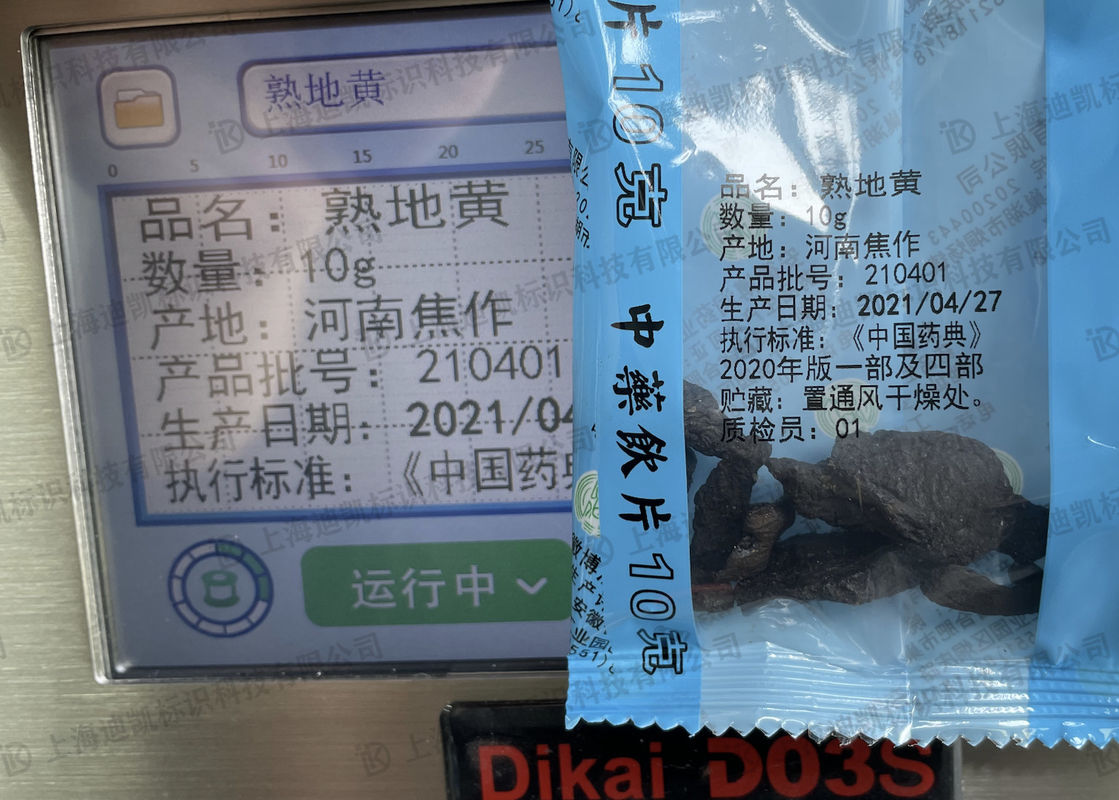 熟地黄
0 5 10 15 20 25
品名：熟地黄
数量：10g
产地：河南焦作
产品批号：210401
生产日期：2021/04
执行标准：《中国药典
运行中
片10克
中藥飲片10克
品名：熟地黄
数量：10g
产地：河南焦作
产品批号：210401
生产日期：2021/04/27
执行标准：《中国药典》
2020年版一部及四部
贮藏：置通风干燥处。
质检员：01
Dikai D03S
上海迪凯标识科技有限公司